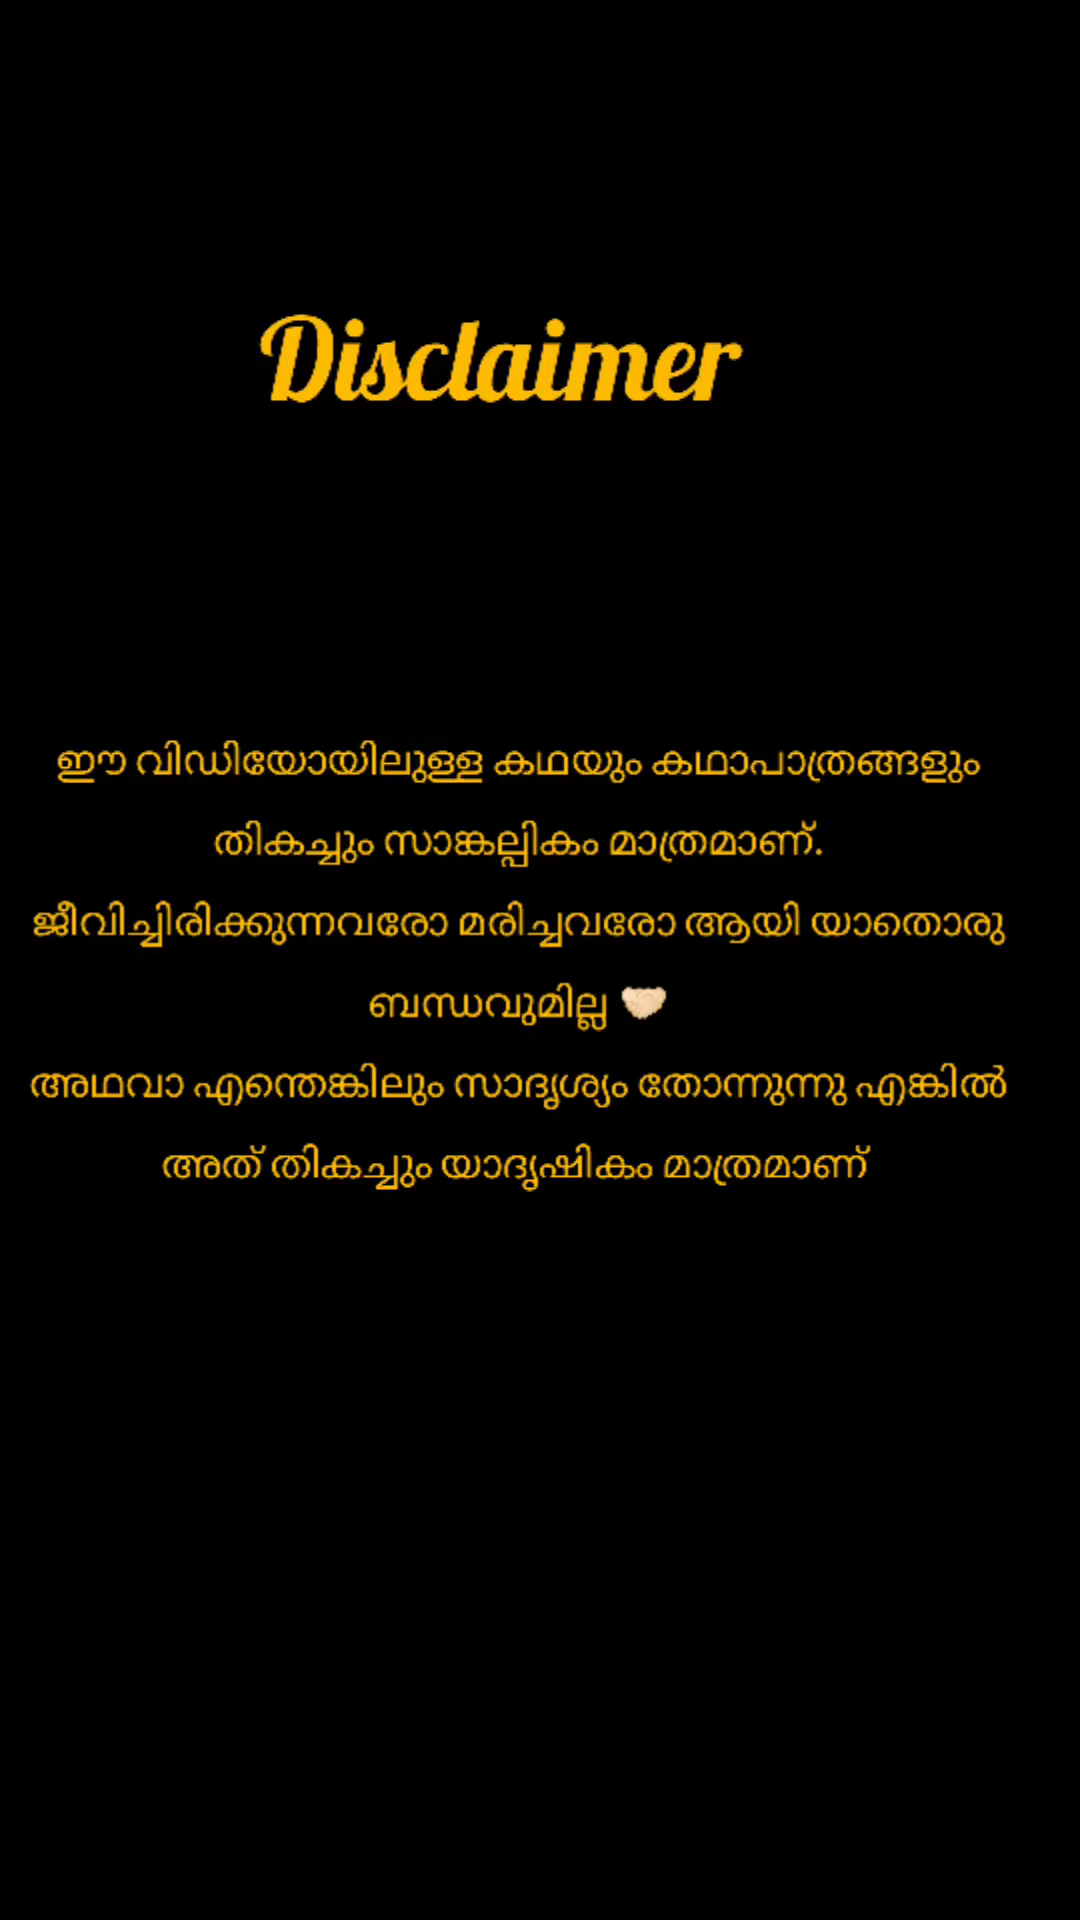 Disclaimer
ഈ വിഡിയോയിലുള്ള കഥയും കഥാപാത്രങ്ങളും
തികച്ചും സാങ്കല്പികം മാത്രമാണ്.
ജീവിച്ചിരിക്കുന്നവരോ മരിച്ചവരോ ആയി യാതൊരു
ബന്ധവുമില്ല 🤝🏻
അഥവാ എന്തെങ്കിലും സാദൃശ്യം തോന്നുന്നു എങ്കിൽ
അത് തികച്ചും യാദൃഷികം മാത്രമാണ്